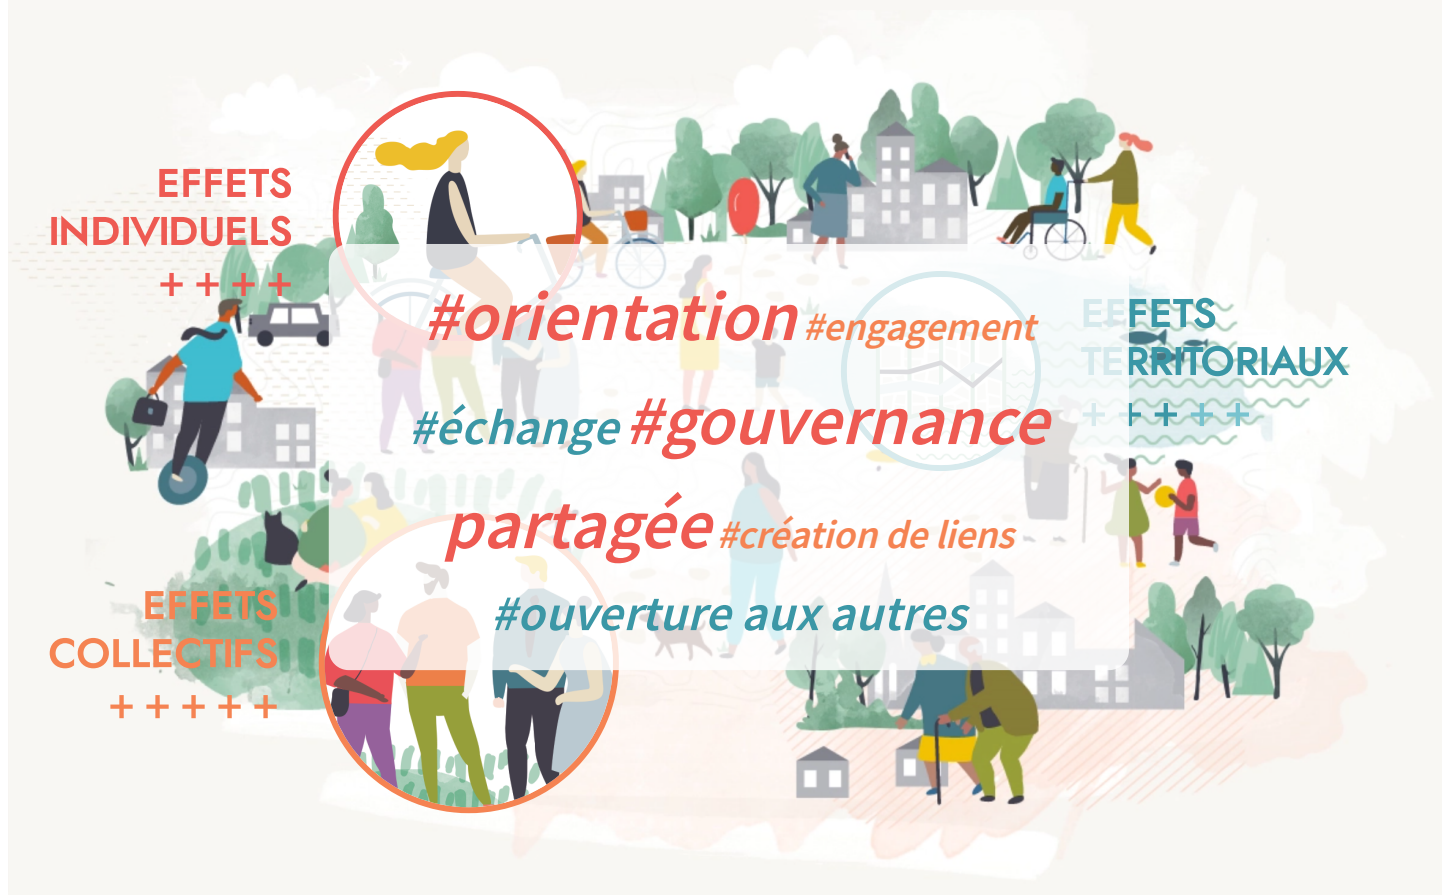 EFFETS
INDIVIDUELS
++++
#orientation #engagement
EFFETS
TERRITORIAUX
+++++
#échange #gouvernance
partagée #création de liens
#ouverture aux autres
EFFETS
COLLECTIFS
+++++